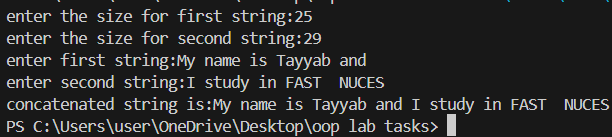 enter the size for first string:25
enter the size for second string:29
enter first string:My name is Tayyab and
enter second string:I study in FAST  NUCES
concatenated string is:My name is Tayyab and I study in FAST  NUCES
PS C:\Users\user\OneDrive\Desktop\oop lab tasks>